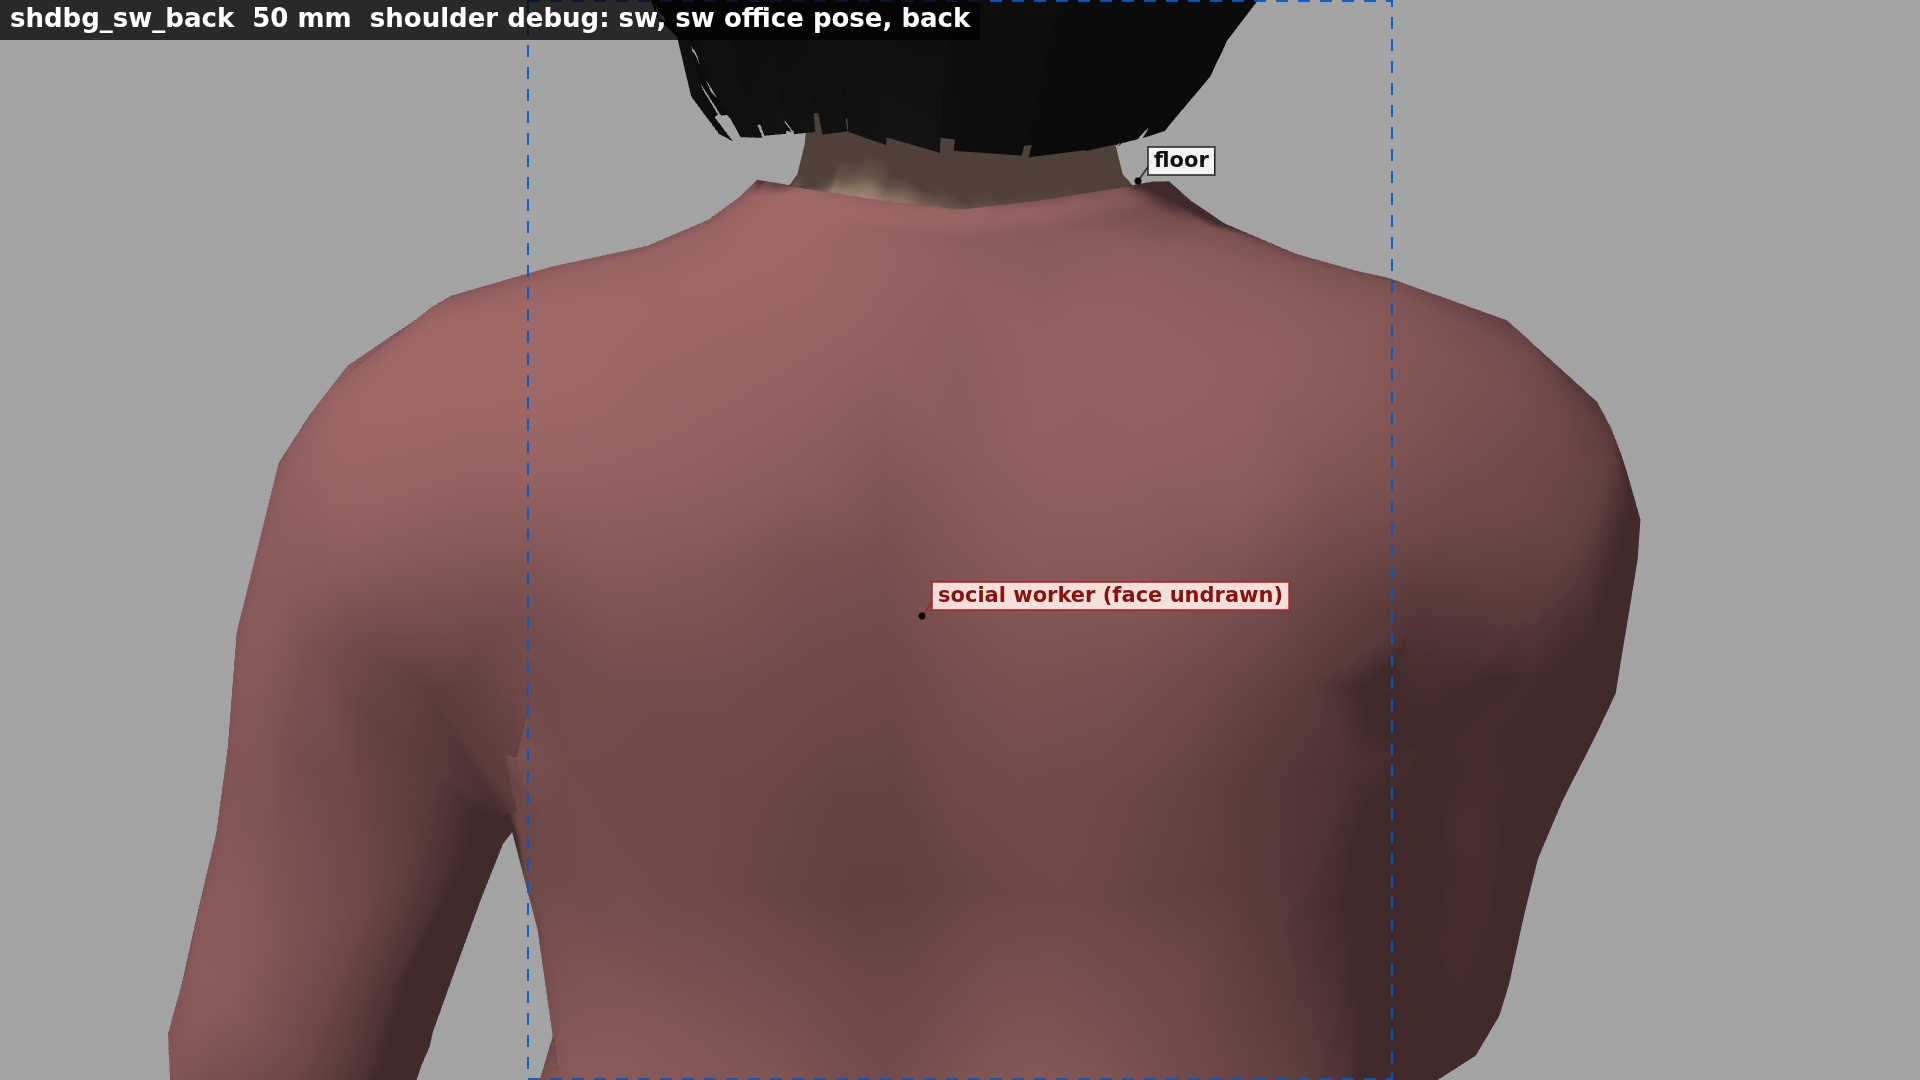 shdbg_sw_back  50 mm  shoulder debug: sw, sw office pose, back
floor
social worker (face undrawn)